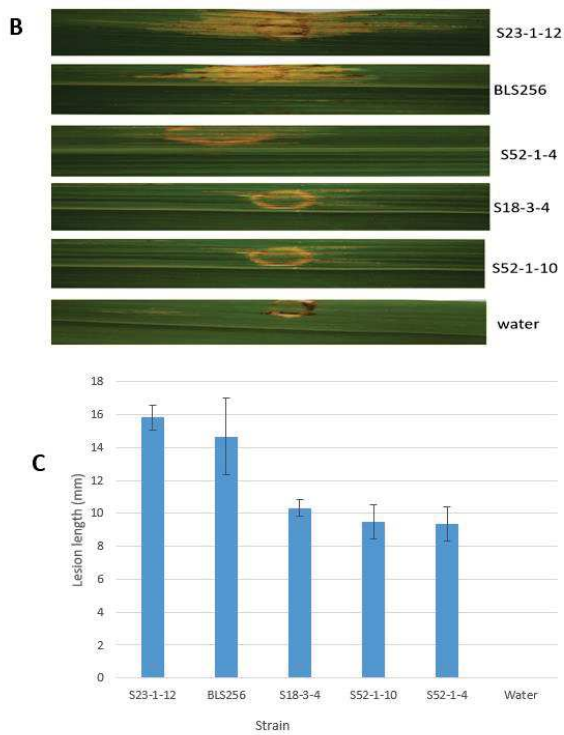 B
S23-1-12
BLS256
S52-1-4
S18-3-4
S52-1-10
water
C
18
16
14
12
10
8
6
4
2
0
Lesion length (mm)
S23-1-12 BLS256 S18-3-4 S52-1-10 S52-1-4 Water
Strain